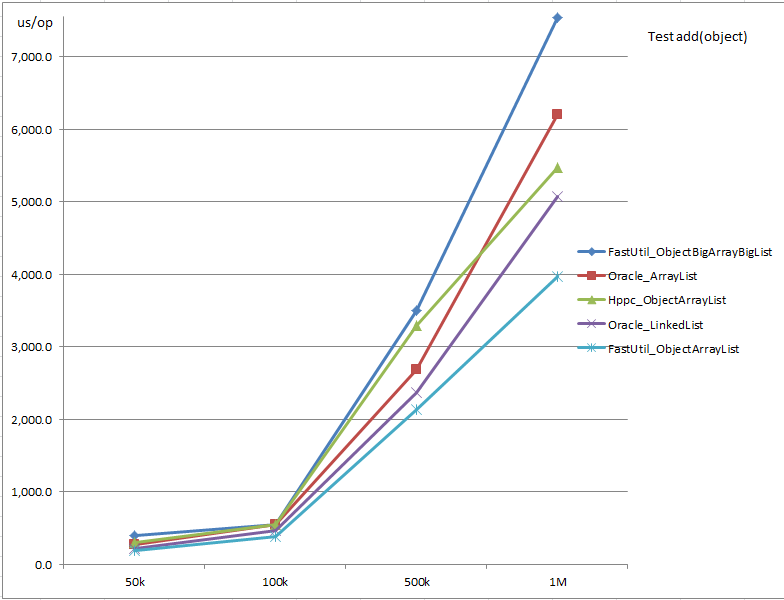 us/op
Test add(object)
7,000.0
6,000.0
5,000.0
4,000.0
3,000.0
2,000.0
1,000.0
0.0
50k 100k 500k 1M
FastUtil_ObjectBigArrayBigList
Oracle_ArrayList
Hppc_ObjectArrayList
Oracle_LinkedList
FastUtil_ObjectArrayList